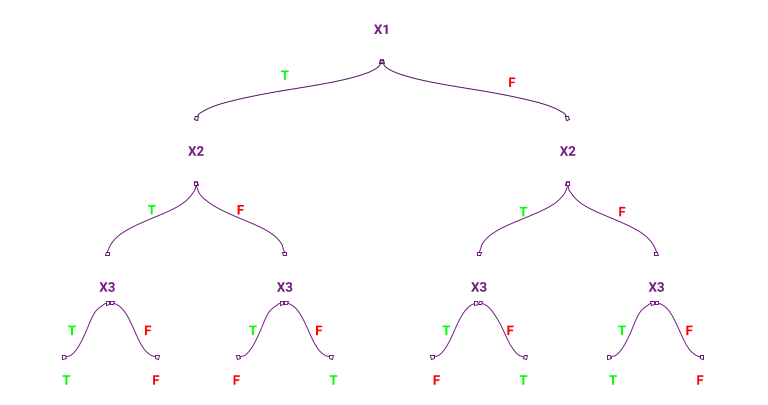 X1
T F
X2 X2
T F T F
X3 X3 X3 X3
T F T F T F T F
T F F T F T T F